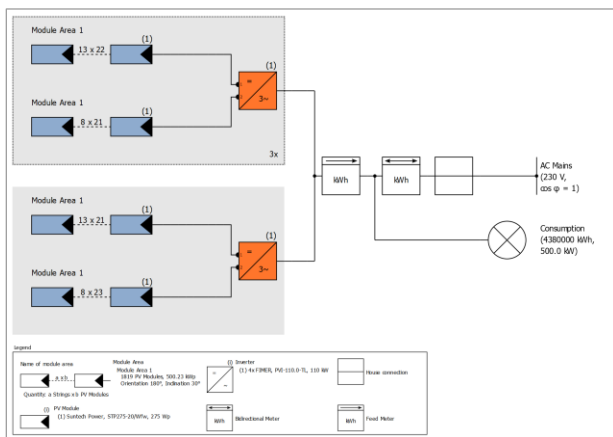 Module Area 1
(1)
13 x 22
(1)
=
3~
Module Area 1
(1)
8 x 21
3x
kWh
kWh
AC Mains
(230 V,
cos φ = 1)
Module Area 1
(1)
13 x 21
(1)
=
3~
Module Area 1
(1)
8 x 23
Consumption
(4380000 kWh,
500.0 kW)
Legend
Name of module area
a x b
Quantity: a Strings x b PV Modules
Module Area
Module Area 1
1819 PV Modules, 500.23 kWp
Orientation 180°, Inclination 30°
(i) Inverter
(1) 4x FIMER, PVI-110.0-TL, 110 kW
=
~
House connection
(i) PV Module
(1) Suntech Power, STP275-20/Wfw, 275 Wp
kWh
Bidirectional Meter
kWh
Feed Meter